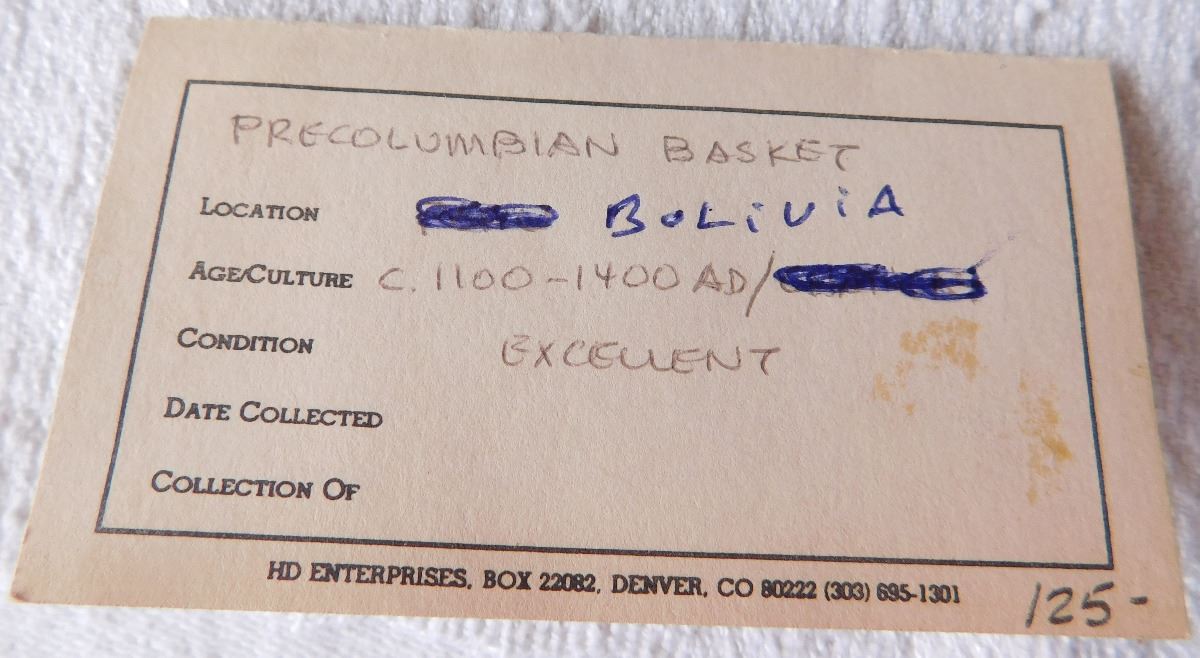 PRECOLUMBIAN BASKET
LOCATION BOLIVIA
AGE/CULTURE C. 1100-1400 AD/
CONDITION EXCELLENT
DATE COLLECTED
COLLECTION OF
HD ENTERPRISES, BOX 22082, DENVER, CO 80222 (303) 695-1301
125-